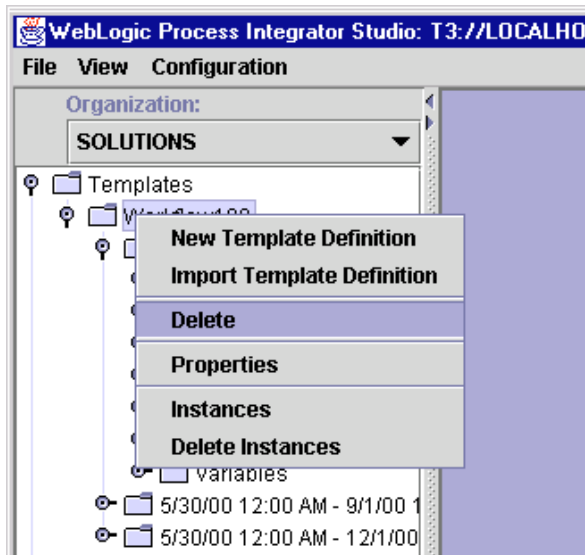 WebLogic Process Integrator Studio: T3://LOCALHO
File View Configuration
Organization:
SOLUTIONS
Templates
New Template Definition
Import Template Definition
Delete
Properties
Instances
Delete Instances
Variables
5/30/00 12:00 AM - 9/1/00 1
5/30/00 12:00 AM - 12/1/00